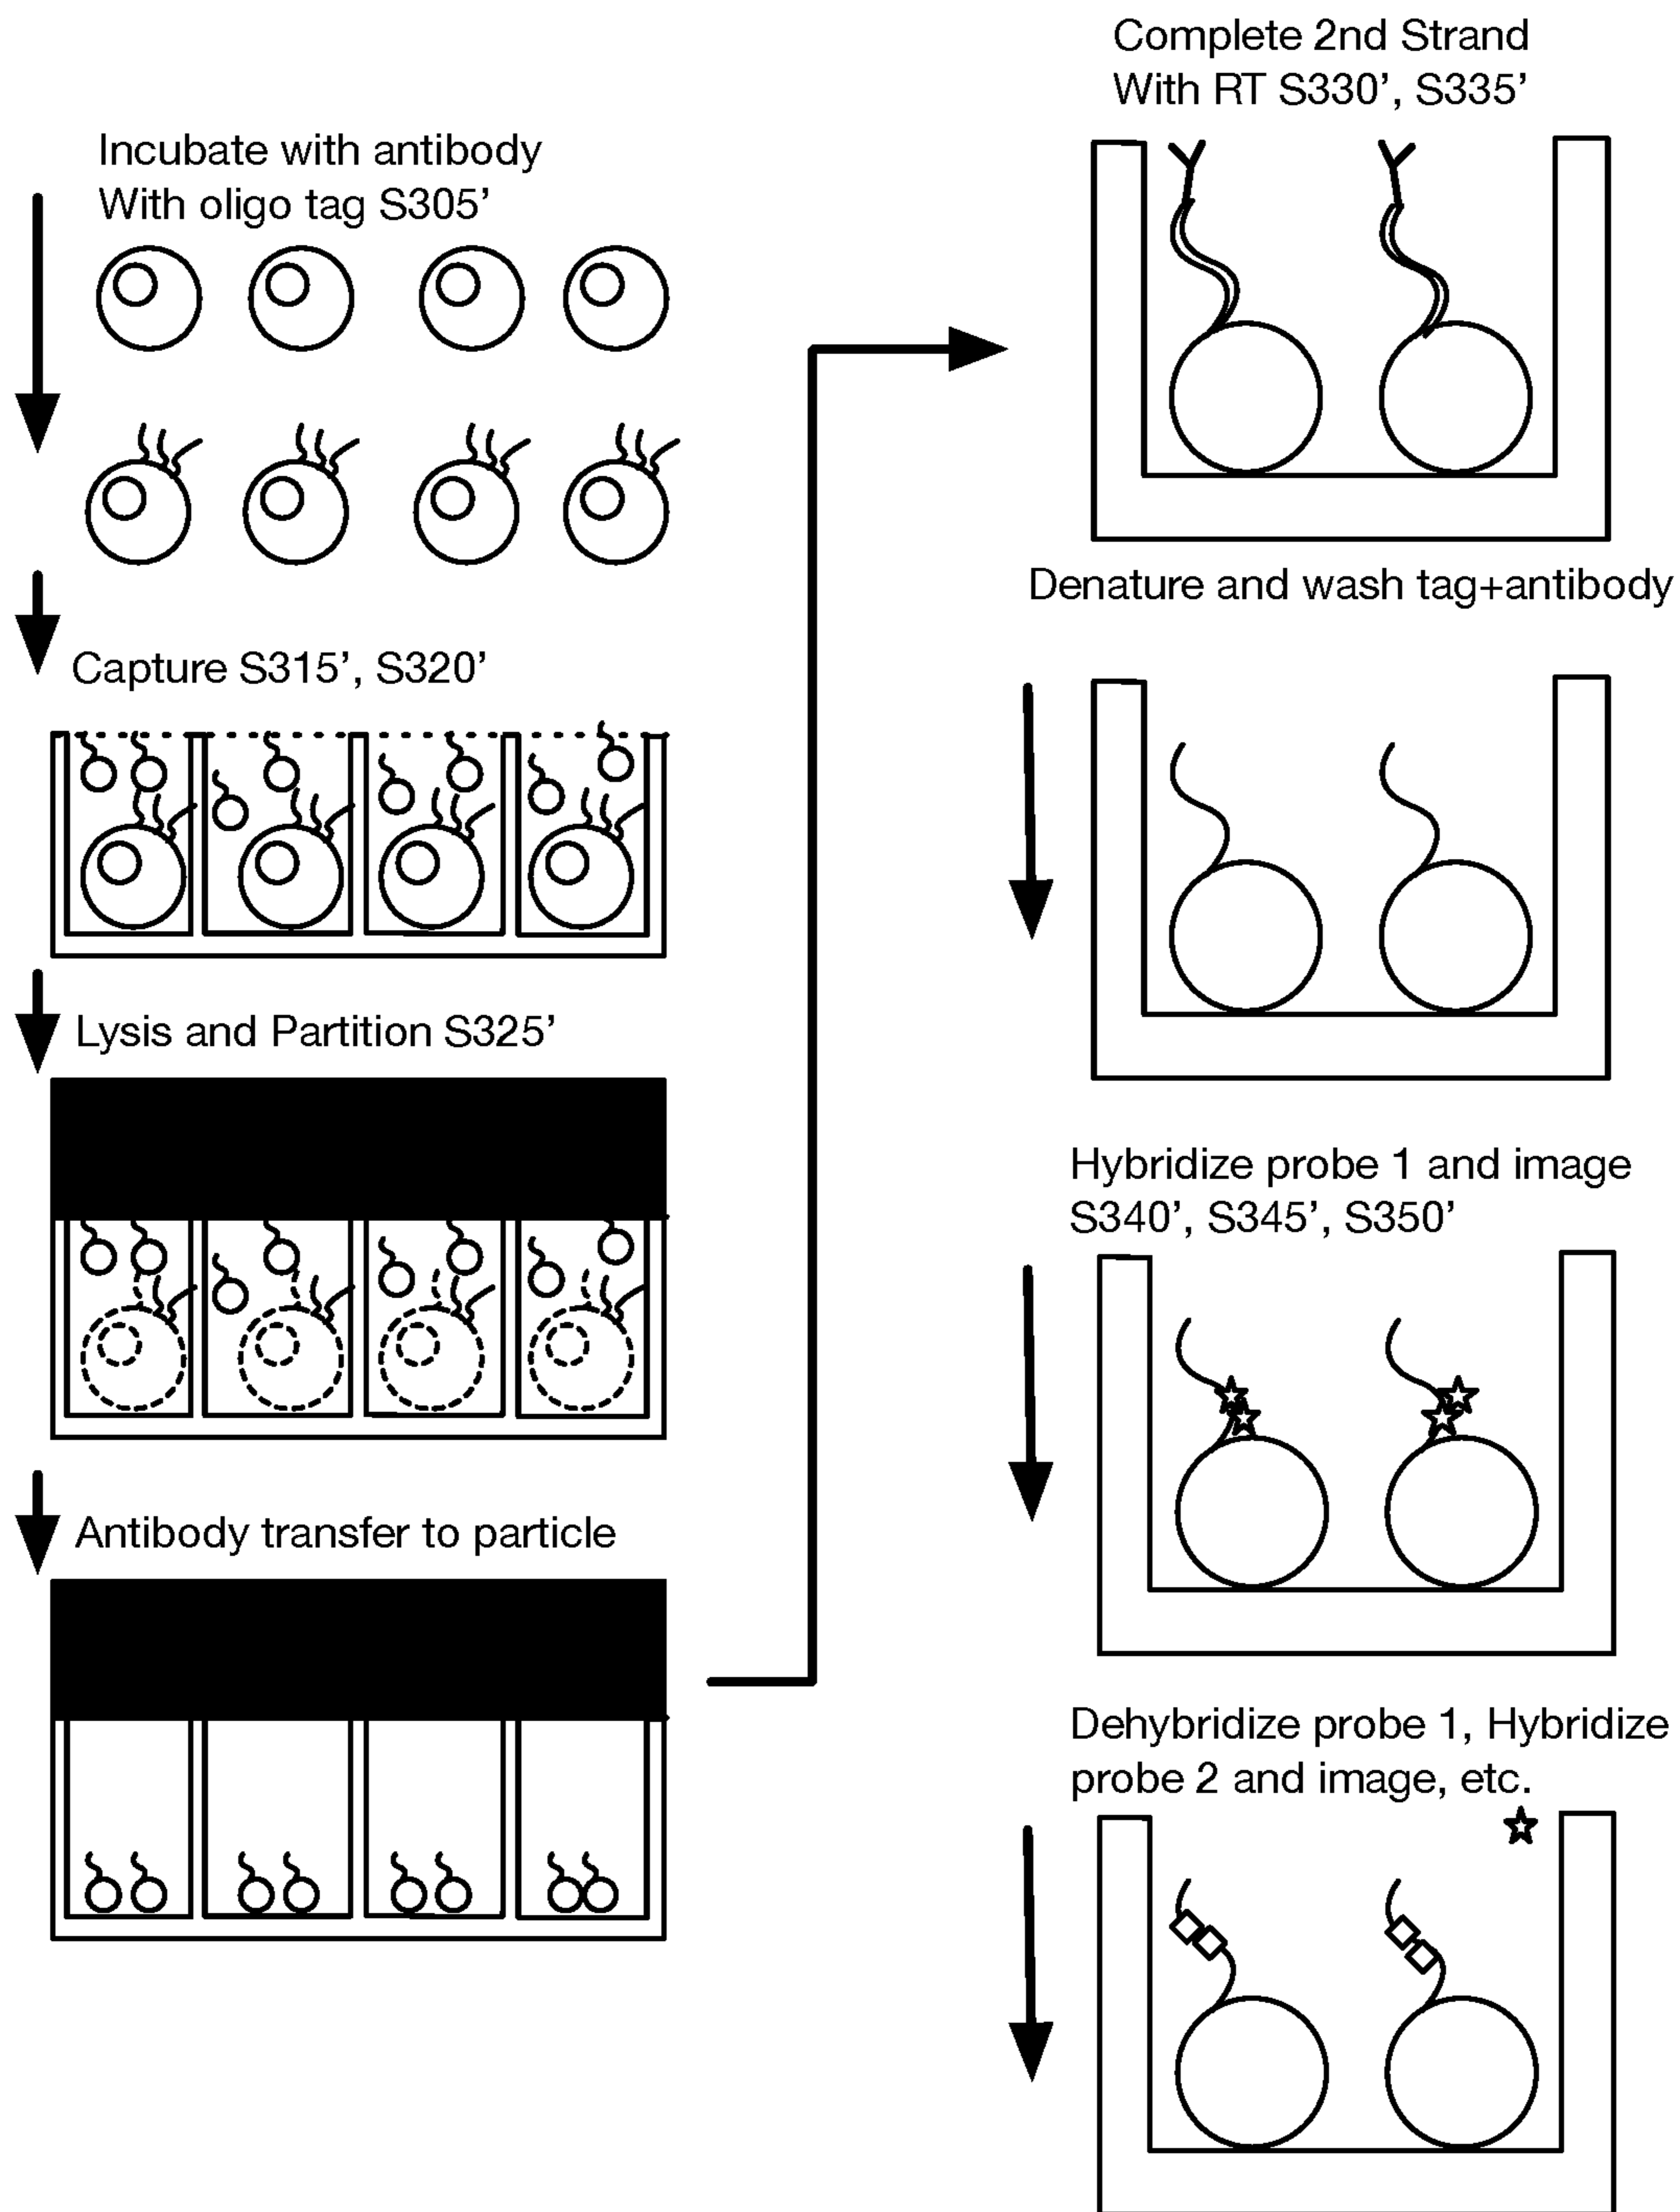 Incubate with antibody
With oligo tag S305’
Capture S315’, S320’
Lysis and Partition S325’
Antibody transfer to particle
Complete 2nd Strand
With RT S330’, S335’
Denature and wash tag+antibody
Hybridize probe 1 and image
S340’, S345’, S350’
Dehybridize probe 1, Hybridize
probe 2 and image, etc.